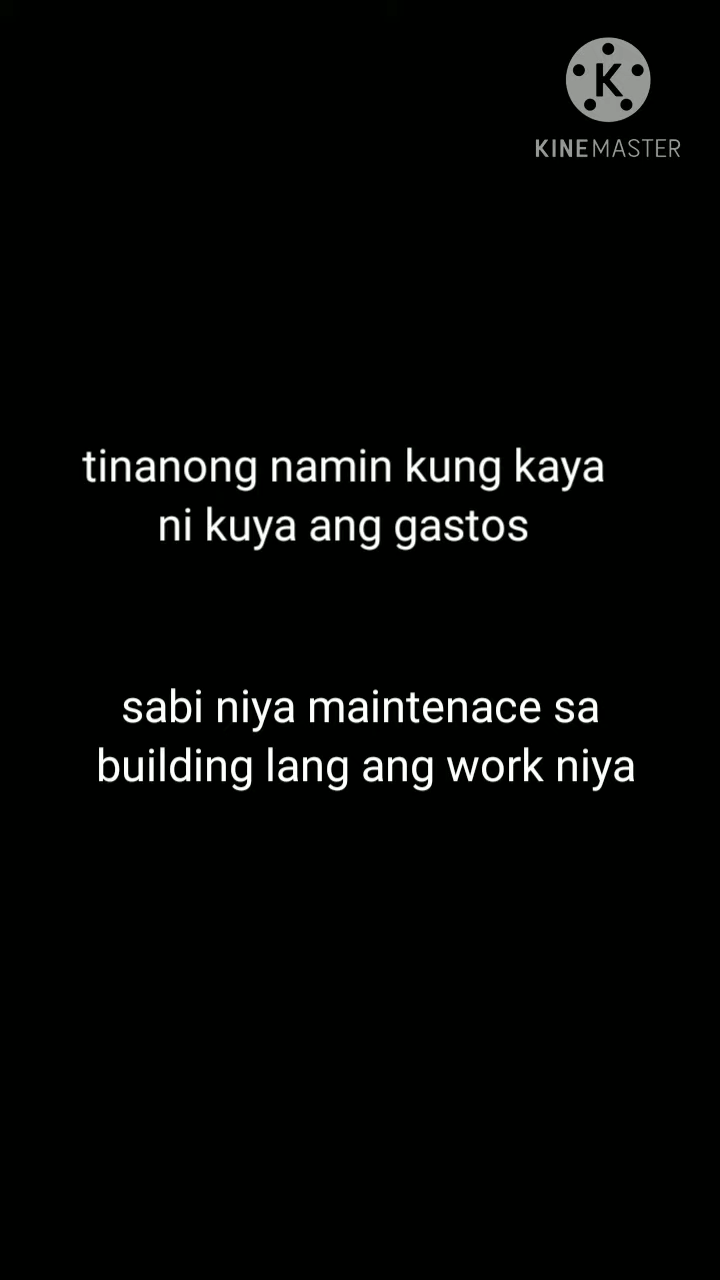 K
KINEMASTER
tinanong namin kung kaya
ni kuya ang gastos
sabi niya maintenace sa
building lang ang work niya